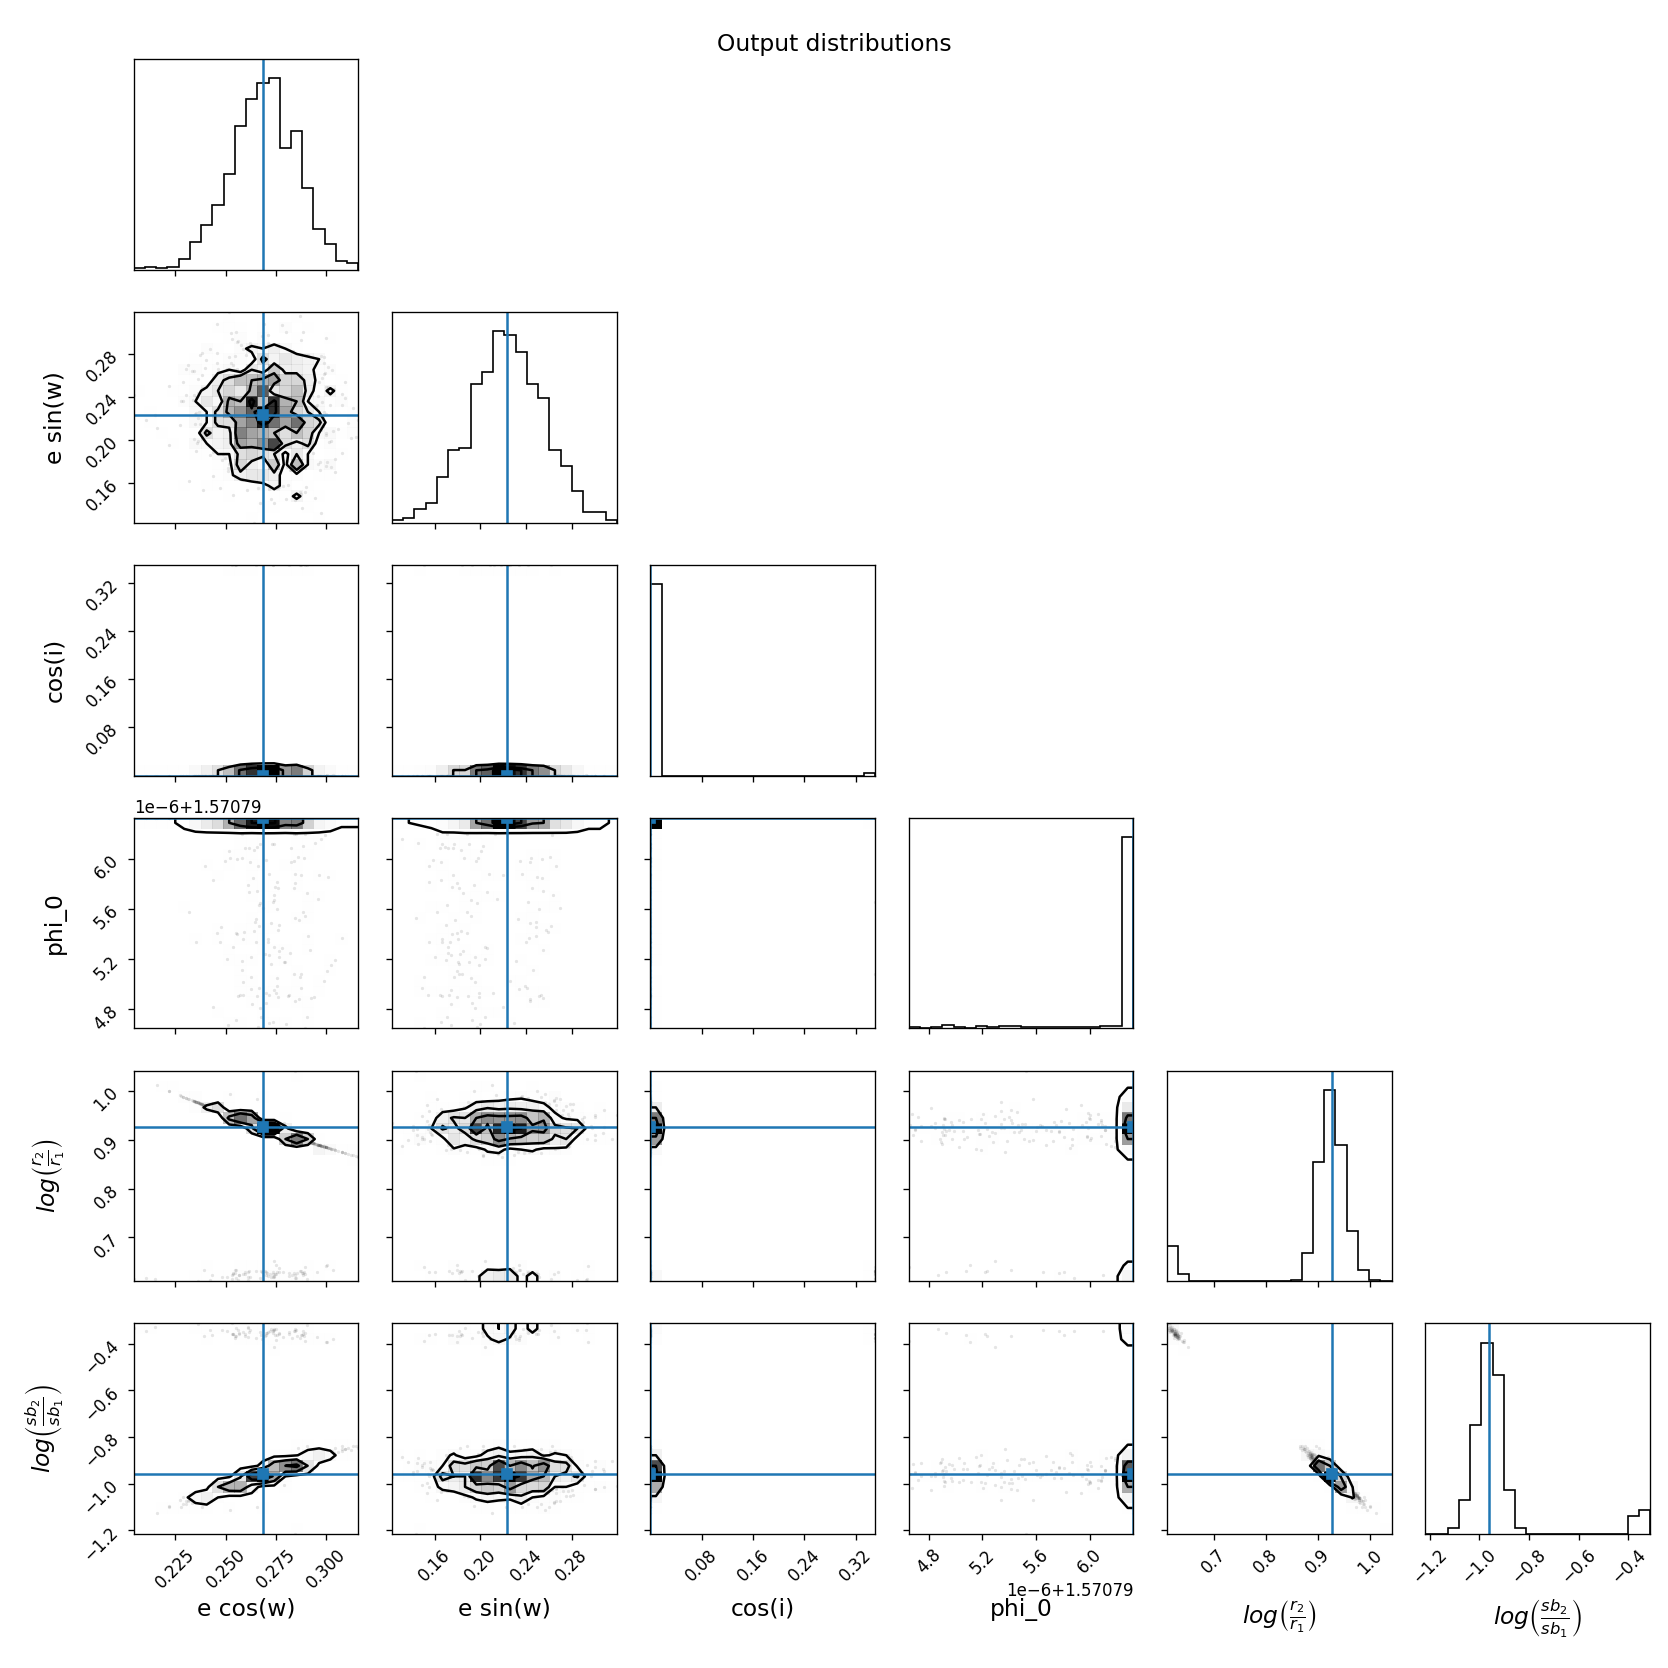 Output distributions
e sin(w)
0.28
0.24
0.20
0.16
cos(i)
0.32
0.24
0.16
0.08
1e−6+1.57079
phi_0
6.0
5.6
5.2
4.8
log(r2/r1)
1.0
0.9
0.8
0.7
log(sb2/sb1)
−0.4
−0.6
−0.8
−1.0
−1.2
0.225 0.250 0.275 0.300
0.16 0.20 0.24 0.28
0.08 0.16 0.24 0.32
4.8 5.2 5.6 6.0
0.7 0.8 0.9 1.0
−1.2 −1.0 −0.8 −0.6 −0.4
1e−6+1.57079
e cos(w)
e sin(w)
cos(i)
phi_0
log(r2/r1)
log(sb2/sb1)